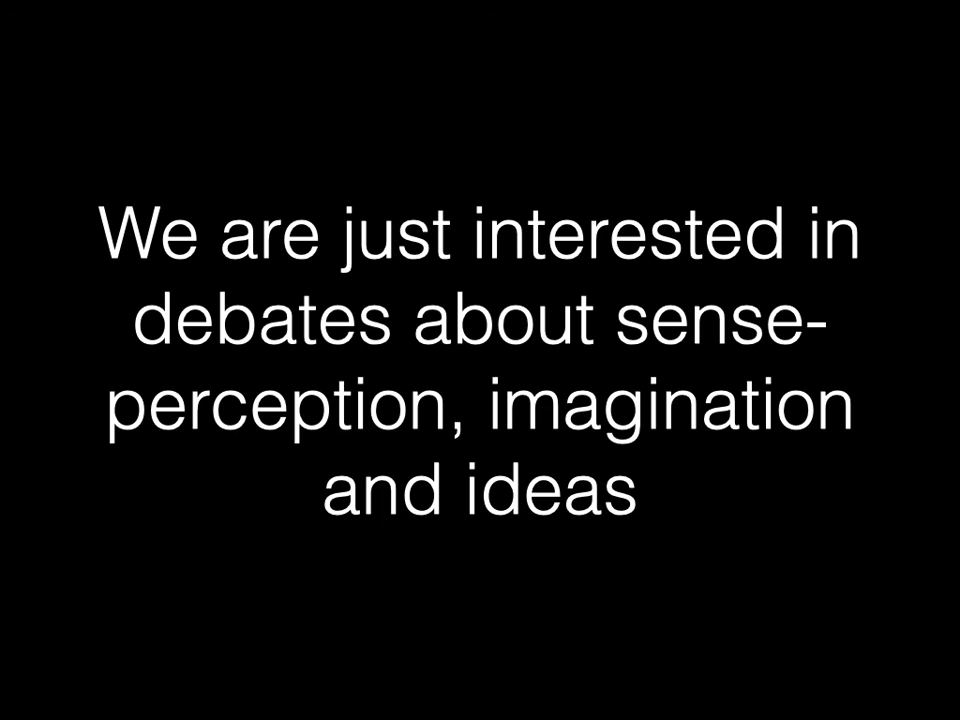 We are just interested in
debates about sense-
perception, imagination
and ideas